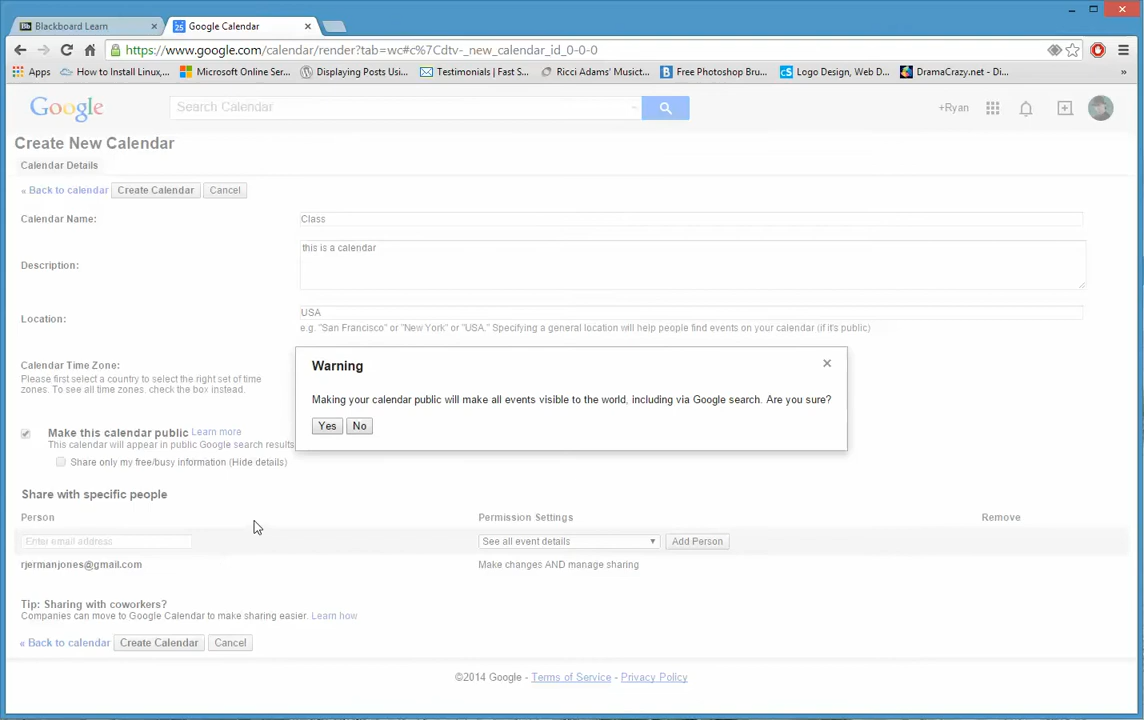 Blackboard Learn
Google Calendar
https://www.google.com/calendar/render?tab=wc#c%7Cdtv-_new_calendar_id_0-0-0
Apps How to Install Linux,... Microsoft Online Ser... Displaying Posts Usi... Testimonials | Fast S... Ricci Adams' Music t... Free Photoshop Bru... Logo Design, Web D... DramaCrazy.net - Di... »
Google Search Calendar +Ryan
Create New Calendar
Calendar Details
« Back to calendar Create Calendar Cancel
Calendar Name: Class
Description: this is a calendar
Location: USA
e.g. "San Francisco" or "New York" or "USA." Specifying a general location will help people find events on your calendar (if it's public)
Calendar Time Zone:
Please first select a country to select the right set of time
zones. To see all time zones, check the box instead.
Warning
Making your calendar public will make all events visible to the world, including via Google search. Are you sure?
Yes No
Make this calendar public Learn more
This calendar will appear in public Google search results
Share only my free/busy information (Hide details)
Share with specific people
Person Permission Settings Remove
Enter email address See all event details Add Person
rjermanjones@gmail.com Make changes AND manage sharing
Tip: Sharing with coworkers?
Companies can move to Google Calendar to make sharing easier. Learn how
« Back to calendar Create Calendar Cancel
©2014 Google - Terms of Service - Privacy Policy